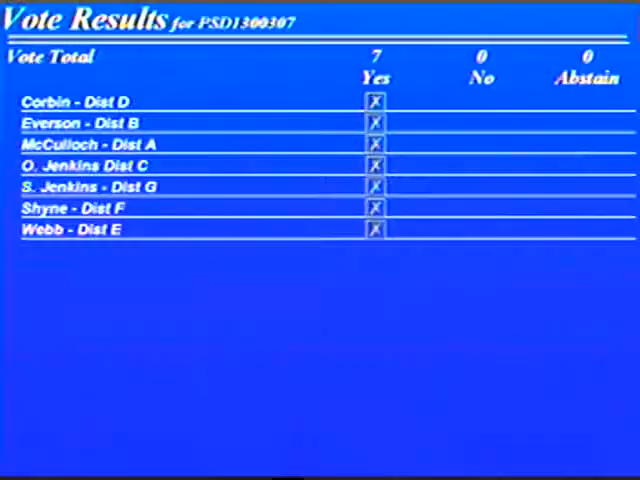 Vote Results for PSD1300307
Vote Total 7 0 0
Yes No Abstain
Corbin - Dist D X
Everson - Dist B X
McCulloch - Dist A X
O. Jenkins Dist C X
S. Jenkins - Dist G X
Shyne - Dist F X
Webb - Dist E X